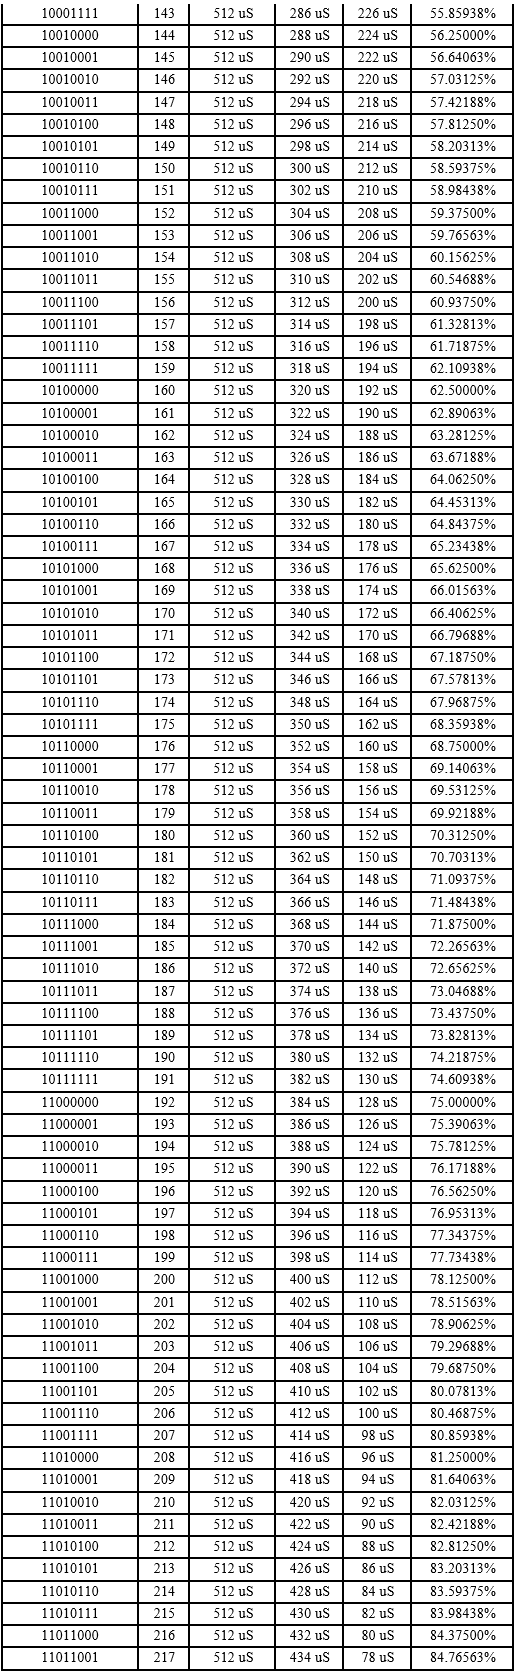 10001111 143 512 uS 286 uS 226 uS 55.85938%
10010000 144 512 uS 288 uS 224 uS 56.25000%
10010001 145 512 uS 290 uS 222 uS 56.64063%
10010010 146 512 uS 292 uS 220 uS 57.03125%
10010011 147 512 uS 294 uS 218 uS 57.42188%
10010100 148 512 uS 296 uS 216 uS 57.81250%
10010101 149 512 uS 298 uS 214 uS 58.20313%
10010110 150 512 uS 300 uS 212 uS 58.59375%
10010111 151 512 uS 302 uS 210 uS 58.98438%
10011000 152 512 uS 304 uS 208 uS 59.37500%
10011001 153 512 uS 306 uS 206 uS 59.76563%
10011010 154 512 uS 308 uS 204 uS 60.15625%
10011011 155 512 uS 310 uS 202 uS 60.54688%
10011100 156 512 uS 312 uS 200 uS 60.93750%
10011101 157 512 uS 314 uS 198 uS 61.32813%
10011110 158 512 uS 316 uS 196 uS 61.71875%
10011111 159 512 uS 318 uS 194 uS 62.10938%
10100000 160 512 uS 320 uS 192 uS 62.50000%
10100001 161 512 uS 322 uS 190 uS 62.89063%
10100010 162 512 uS 324 uS 188 uS 63.28125%
10100011 163 512 uS 326 uS 186 uS 63.67188%
10100100 164 512 uS 328 uS 184 uS 64.06250%
10100101 165 512 uS 330 uS 182 uS 64.45313%
10100110 166 512 uS 332 uS 180 uS 64.84375%
10100111 167 512 uS 334 uS 178 uS 65.23438%
10101000 168 512 uS 336 uS 176 uS 65.62500%
10101001 169 512 uS 338 uS 174 uS 66.01563%
10101010 170 512 uS 340 uS 172 uS 66.40625%
10101011 171 512 uS 342 uS 170 uS 66.79688%
10101100 172 512 uS 344 uS 168 uS 67.18750%
10101101 173 512 uS 346 uS 166 uS 67.57813%
10101110 174 512 uS 348 uS 164 uS 67.96875%
10101111 175 512 uS 350 uS 162 uS 68.35938%
10110000 176 512 uS 352 uS 160 uS 68.75000%
10110001 177 512 uS 354 uS 158 uS 69.14063%
10110010 178 512 uS 356 uS 156 uS 69.53125%
10110011 179 512 uS 358 uS 154 uS 69.92188%
10110100 180 512 uS 360 uS 152 uS 70.31250%
10110101 181 512 uS 362 uS 150 uS 70.70313%
10110110 182 512 uS 364 uS 148 uS 71.09375%
10110111 183 512 uS 366 uS 146 uS 71.48438%
10111000 184 512 uS 368 uS 144 uS 71.87500%
10111001 185 512 uS 370 uS 142 uS 72.26563%
10111010 186 512 uS 372 uS 140 uS 72.65625%
10111011 187 512 uS 374 uS 138 uS 73.04688%
10111100 188 512 uS 376 uS 136 uS 73.43750%
10111101 189 512 uS 378 uS 134 uS 73.82813%
10111110 190 512 uS 380 uS 132 uS 74.21875%
10111111 191 512 uS 382 uS 130 uS 74.60938%
11000000 192 512 uS 384 uS 128 uS 75.00000%
11000001 193 512 uS 386 uS 126 uS 75.39063%
11000010 194 512 uS 388 uS 124 uS 75.78125%
11000011 195 512 uS 390 uS 122 uS 76.17188%
11000100 196 512 uS 392 uS 120 uS 76.56250%
11000101 197 512 uS 394 uS 118 uS 76.95313%
11000110 198 512 uS 396 uS 116 uS 77.34375%
11000111 199 512 uS 398 uS 114 uS 77.73438%
11001000 200 512 uS 400 uS 112 uS 78.12500%
11001001 201 512 uS 402 uS 110 uS 78.51563%
11001010 202 512 uS 404 uS 108 uS 78.90625%
11001011 203 512 uS 406 uS 106 uS 79.29688%
11001100 204 512 uS 408 uS 104 uS 79.68750%
11001101 205 512 uS 410 uS 102 uS 80.07813%
11001110 206 512 uS 412 uS 100 uS 80.46875%
11001111 207 512 uS 414 uS 98 uS 80.85938%
11010000 208 512 uS 416 uS 96 uS 81.25000%
11010001 209 512 uS 418 uS 94 uS 81.64063%
11010010 210 512 uS 420 uS 92 uS 82.03125%
11010011 211 512 uS 422 uS 90 uS 82.42188%
11010100 212 512 uS 424 uS 88 uS 82.81250%
11010101 213 512 uS 426 uS 86 uS 83.20313%
11010110 214 512 uS 428 uS 84 uS 83.59375%
11010111 215 512 uS 430 uS 82 uS 83.98438%
11011000 216 512 uS 432 uS 80 uS 84.37500%
11011001 217 512 uS 434 uS 78 uS 84.76563%